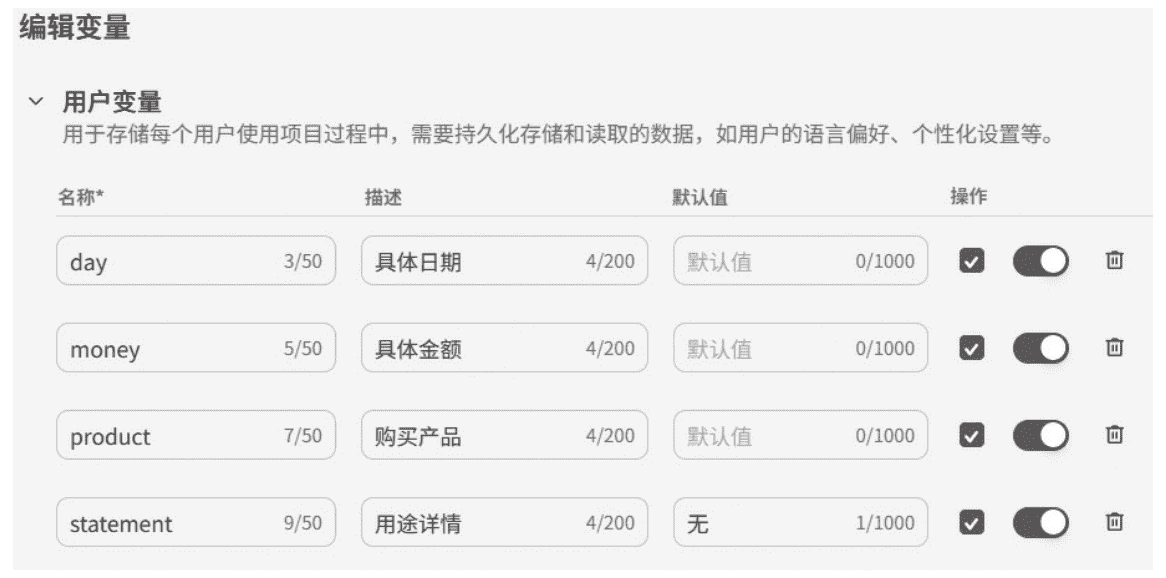 编辑变量
用户变量
用于存储每个用户使用项目过程中，需要持久化存储和读取的数据，如用户的语言偏好、个性化设置等。
名称* 描述 默认值 操作
day 3/50 具体日期 4/200 默认值 0/1000
money 5/50 具体金额 4/200 默认值 0/1000
product 7/50 购买产品 4/200 默认值 0/1000
statement 9/50 用途详情 4/200 无 1/1000